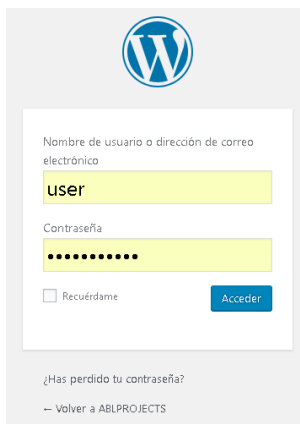 Nombre de usuario o dirección de correo
electrónico
user
Contraseña
•••••••••••
Recuérdame
Acceder
¿Has perdido tu contraseña?
← Volver a ABLPROJECTS